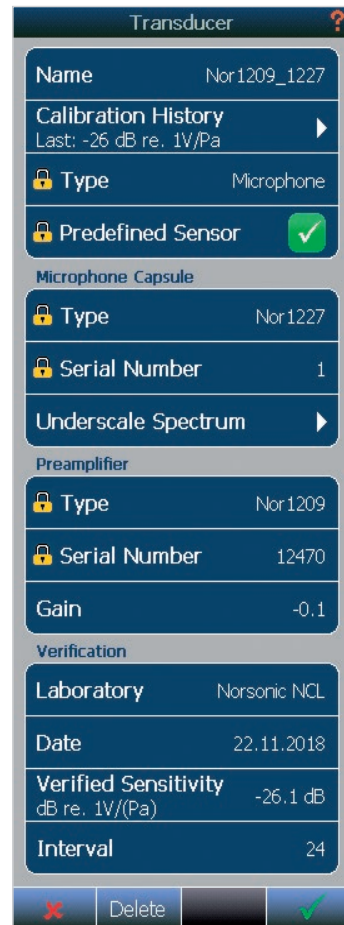 Transducer ?
Name Nor1209_1227
Calibration History
Last: -26 dB re. 1V/Pa
Type Microphone
Predefined Sensor
Microphone Capsule
Type Nor1227
Serial Number 1
Underscale Spectrum
Preamplifier
Type Nor1209
Serial Number 12470
Gain -0.1
Verification
Laboratory Norsonic NCL
Date 22.11.2018
Verified Sensitivity -26.1 dB
dB re. 1V/(Pa)
Interval 24
Delete